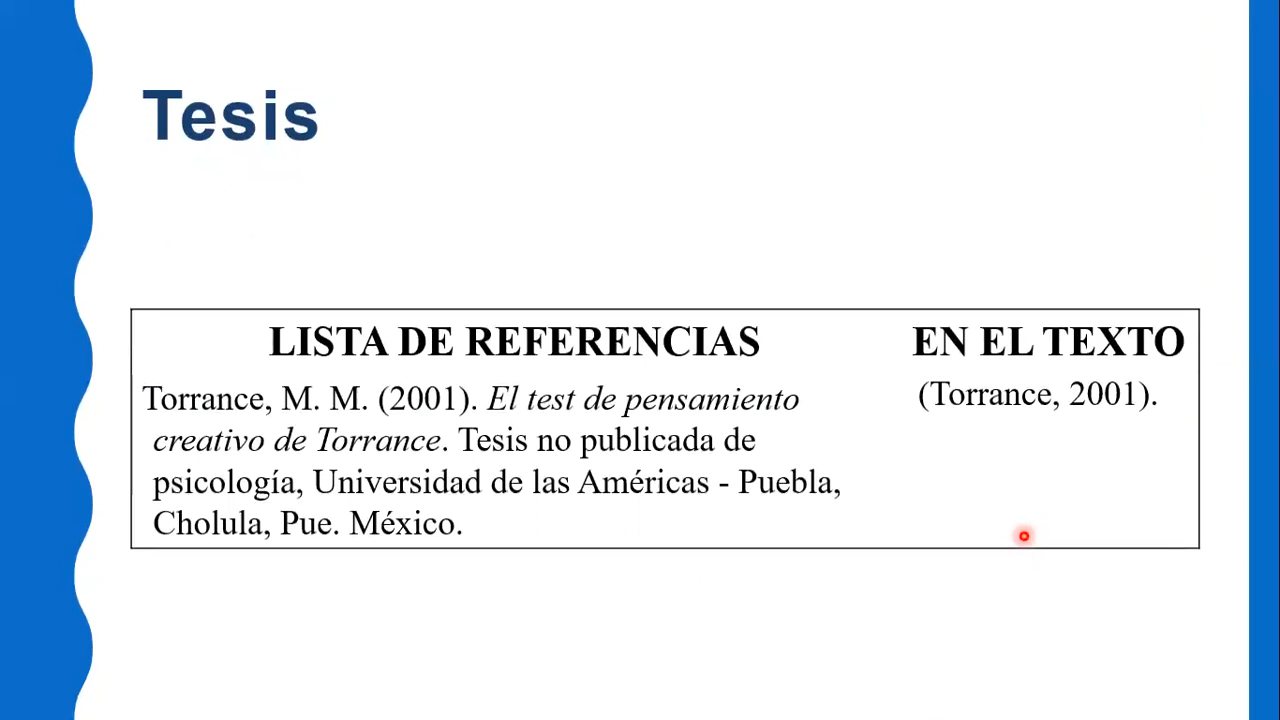 Tesis
LISTA DE REFERENCIAS
EN EL TEXTO
Torrance, M. M. (2001). El test de pensamiento
creativo de Torrance. Tesis no publicada de
psicología, Universidad de las Américas - Puebla,
Cholula, Pue. México.
(Torrance, 2001).